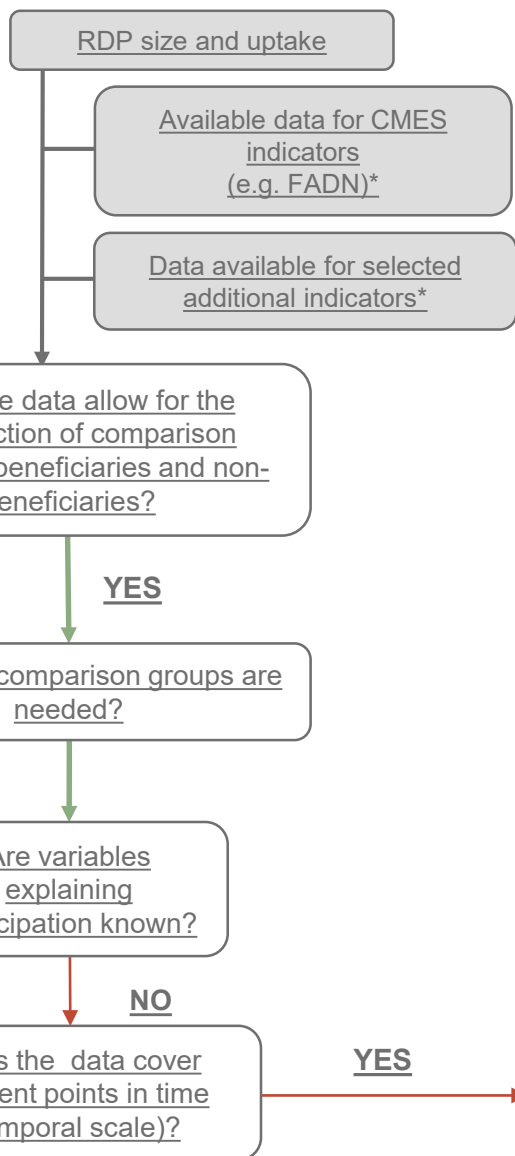 RDP size and uptake
Available data for CMES
indicators
(e.g. FADN)*
Data available for selected
additional indicators*
data allow for the
of comparison
beneficiaries and non-
eneficiaries?
YES
comparison groups are
needed?
Are variables
explaining
cipation known?
NO
s the data cover
ent points in time
mporal scale)?
YES